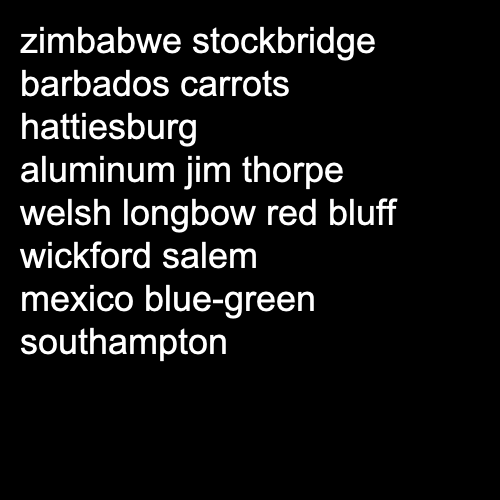 zimbabwe stockbridge
barbados carrots
hattiesburg
aluminum jim thorpe
welsh longbow red bluff
wickford salem
mexico blue-green
southampton